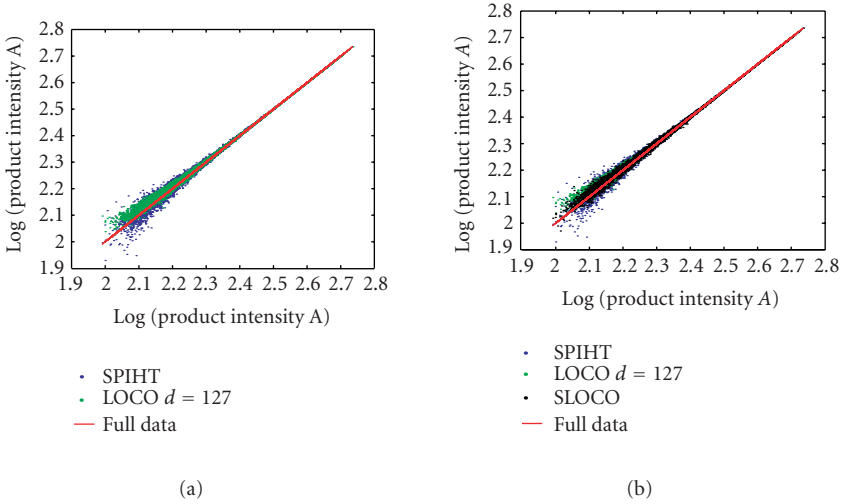 2.8
2.7
2.6
2.5
2.4
2.3
2.2
2.1
2
1.9
Log (product intensity A)
1.9 2 2.1 2.2 2.3 2.4 2.5 2.6 2.7 2.8
Log (product intensity A)
SPIHT
LOCO d = 127
Full data
(a)
2.8
2.7
2.6
2.5
2.4
2.3
2.2
2.1
2
1.9
Log (product intensity A)
1.9 2 2.1 2.2 2.3 2.4 2.5 2.6 2.7 2.8
Log (product intensity A)
SPIHT
LOCO d = 127
SLOCO
Full data
(b)